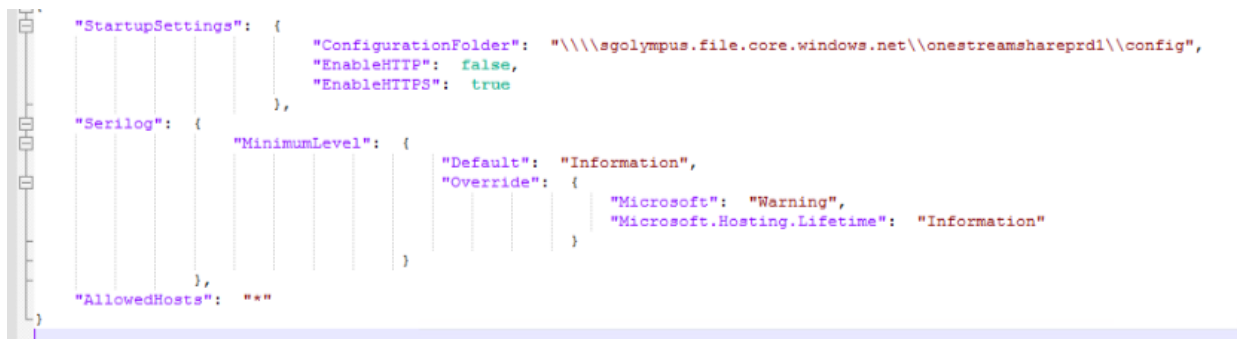 {
"StartupSettings": {
"ConfigurationFolder": "\\\\sgolympus.file.core.windows.net\\onestreamshareprd1\\config",
"EnableHTTP": false,
"EnableHTTPS": true
},
"Serilog": {
"MinimumLevel": {
"Default": "Information",
"Override": {
"Microsoft": "Warning",
"Microsoft.Hosting.Lifetime": "Information"
}
}
},
"AllowedHosts": "*"
}